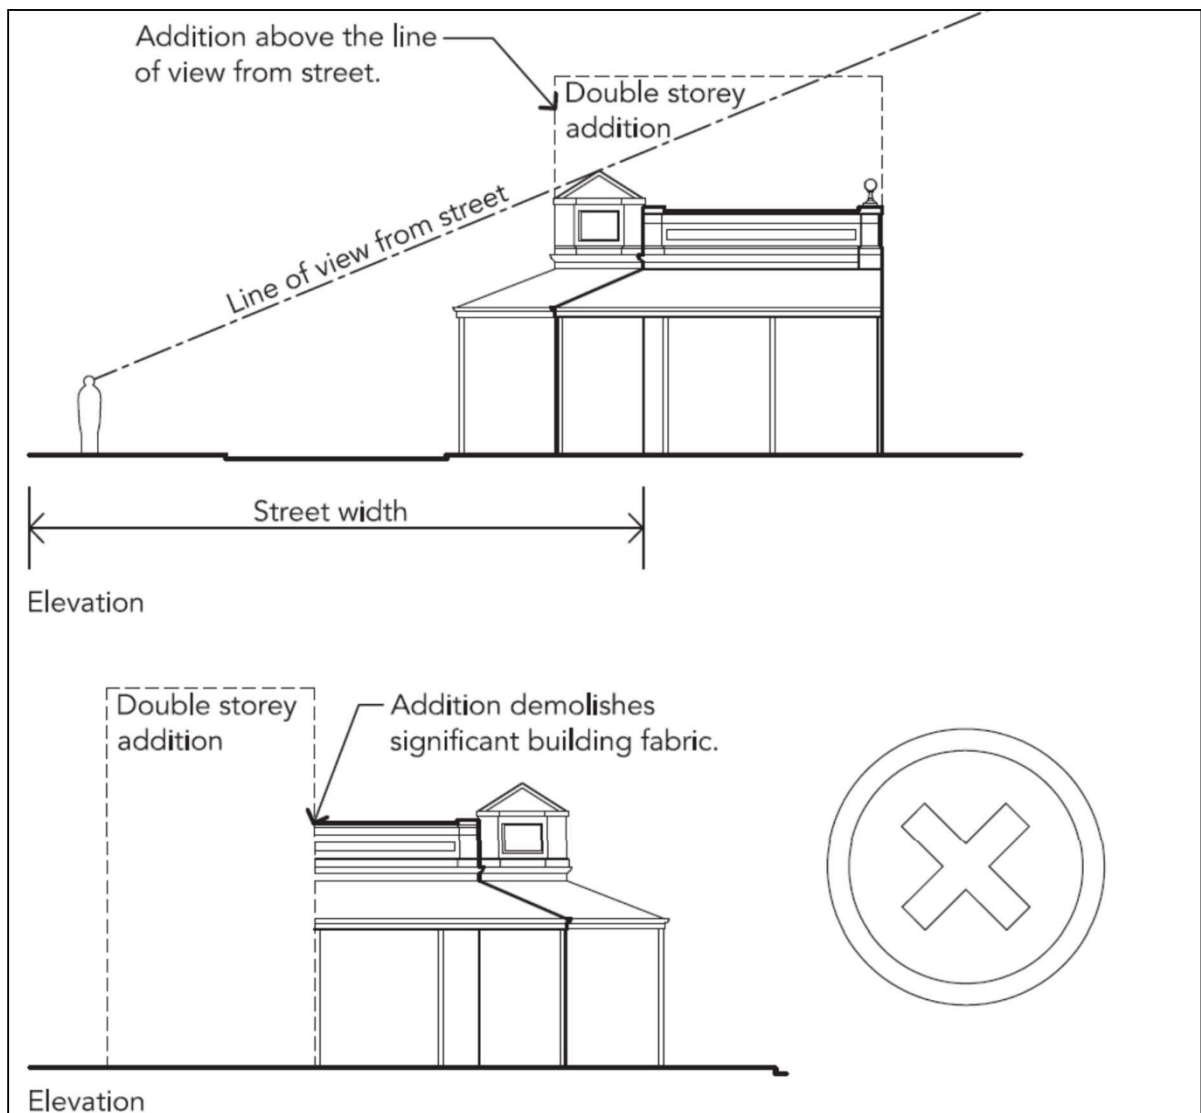 Addition above the line
of view from street.
Double storey
addition
Line of view from street
Street width
Elevation
Double storey
addition
Addition demolishes
significant building fabric.
Elevation